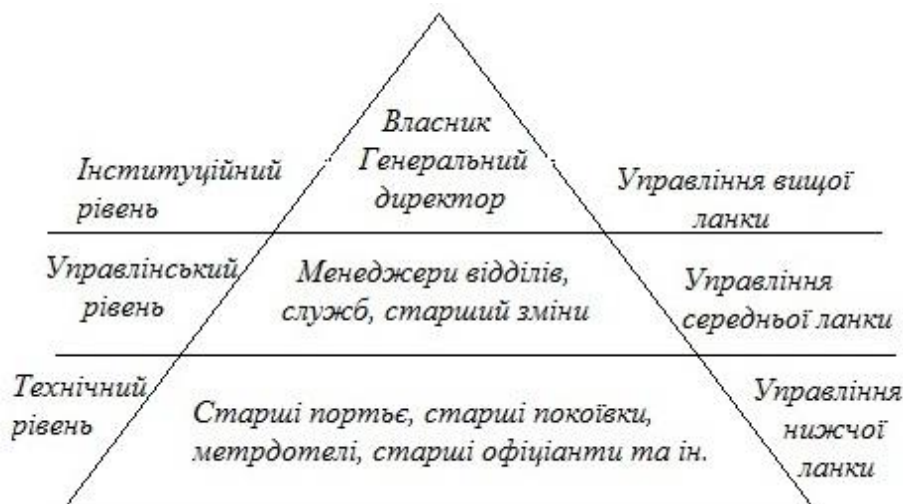 Власник
Генеральний
директор
Інституційний
рівень
Управління вищої
ланки
Управлінський
рівень
Менеджери відділів,
служб, старший зміни
Управління
середньої ланки
Технічний
рівень
Старші портьє, старші покоївки,
метрдотелі, старші офіціанти та ін.
Управління
нижчої
ланки